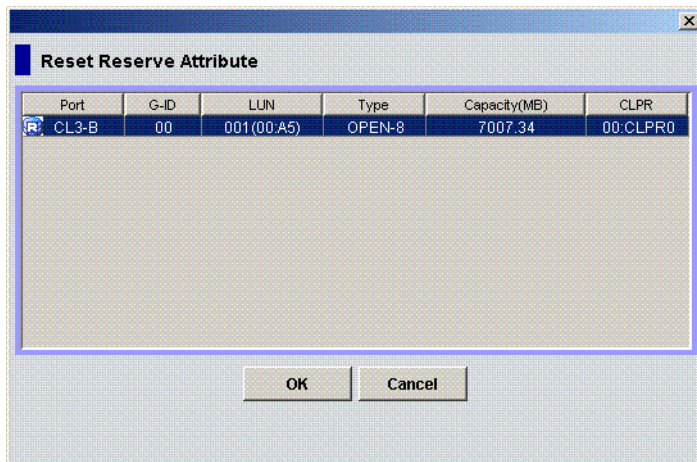 Reset Reserve Attribute
Port G-ID LUN Type Capacity(MB) CLPR
R CL3-B 00 001(00:A5) OPEN-8 7007.34 00:CLPR0
OK Cancel